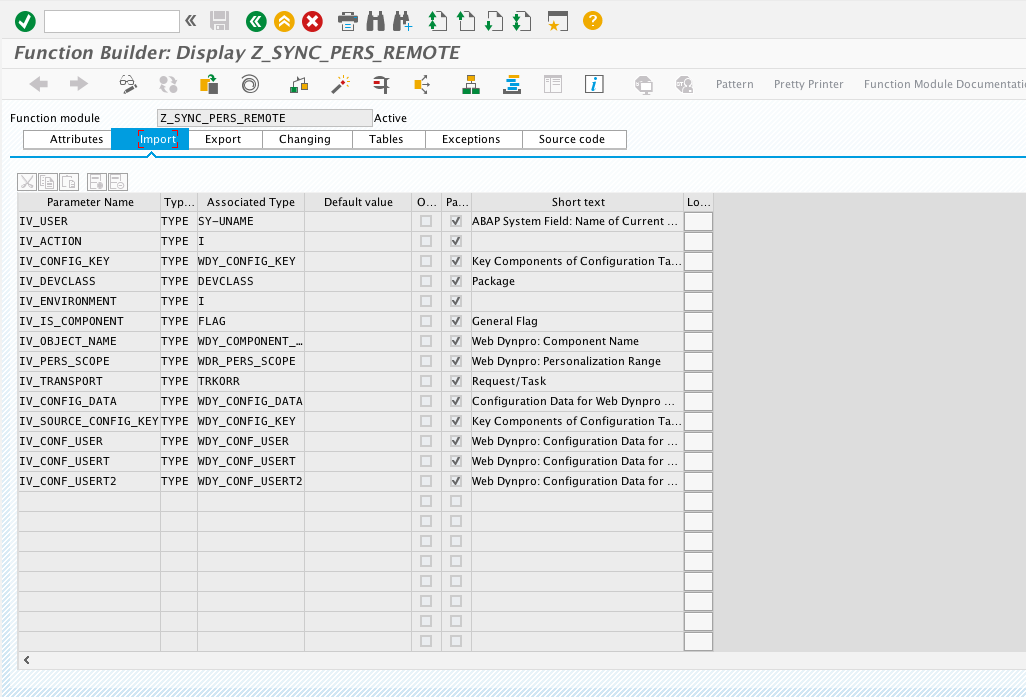 Function Builder: Display Z_SYNC_PERS_REMOTE
Pattern Pretty Printer Function Module Documentati
Function module Z_SYNC_PERS_REMOTE Active
Attributes Import Export Changing Tables Exceptions Source code
Parameter Name Typ... Associated Type Default value O... Pa... Short text Lo...
IV_USER TYPE SY-UNAME ABAP System Field: Name of Current ...
IV_ACTION TYPE I
IV_CONFIG_KEY TYPE WDY_CONFIG_KEY Key Components of Configuration Ta...
IV_DEVCLASS TYPE DEVCLASS Package
IV_ENVIRONMENT TYPE I
IV_IS_COMPONENT TYPE FLAG General Flag
IV_OBJECT_NAME TYPE WDY_COMPONENT_... Web Dynpro: Component Name
IV_PERS_SCOPE TYPE WDR_PERS_SCOPE Web Dynpro: Personalization Range
IV_TRANSPORT TYPE TRKORR Request/Task
IV_CONFIG_DATA TYPE WDY_CONFIG_DATA Configuration Data for Web Dynpro ...
IV_SOURCE_CONFIG_KEY TYPE WDY_CONFIG_KEY Key Components of Configuration Ta...
IV_CONF_USER TYPE WDY_CONF_USER Web Dynpro: Configuration Data for ...
IV_CONF_USERT TYPE WDY_CONF_USERT Web Dynpro: Configuration Data for ...
IV_CONF_USERT2 TYPE WDY_CONF_USERT2 Web Dynpro: Configuration Data for ...